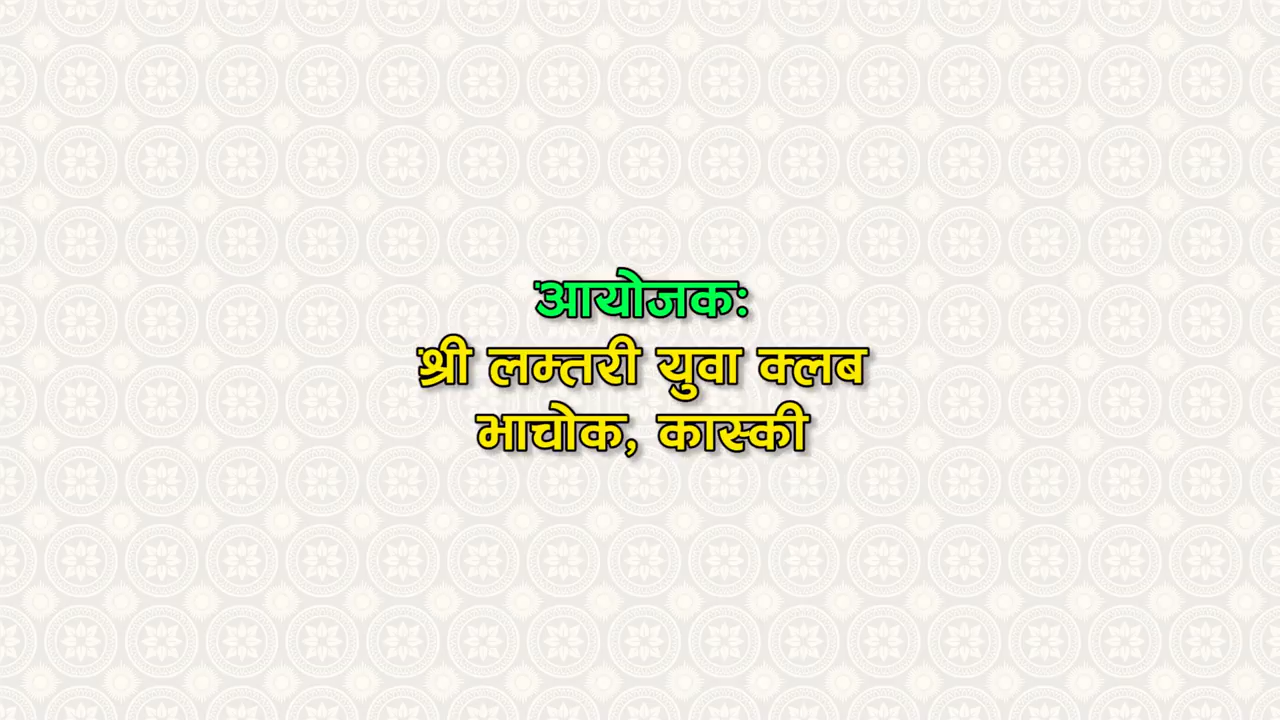 आयोजक:
श्री लम्तरी युवा क्लब
भाचोक, कास्की